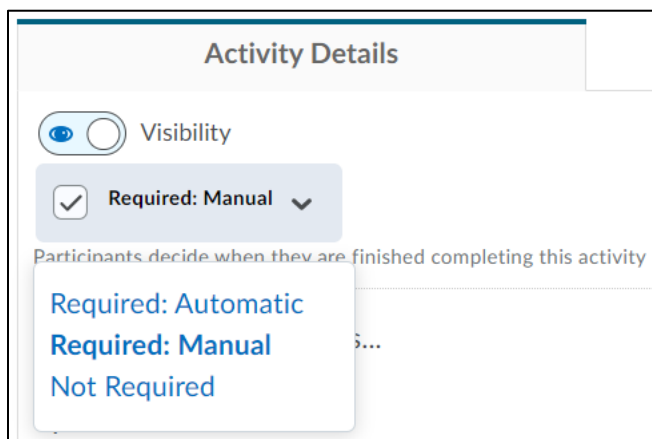 Activity Details
Visibility
Required: Manual
Participants decide when they are finished completing this activity
Required: Automatic
Required: Manual
Not Required